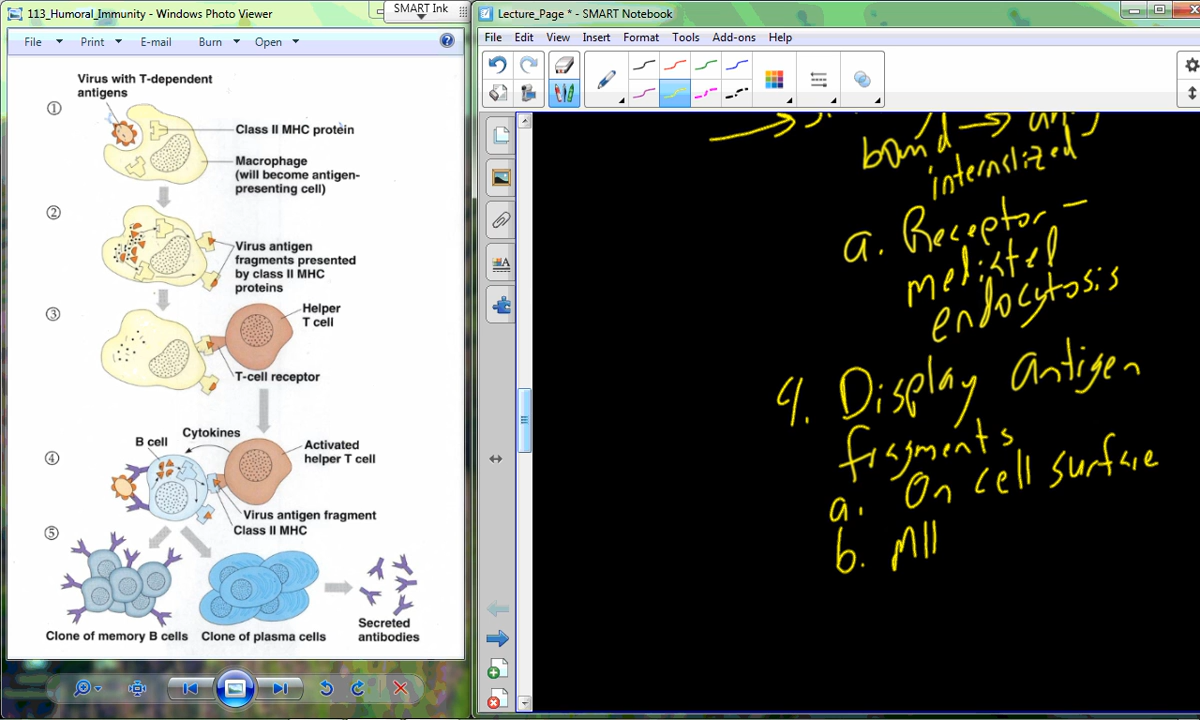 113_Humoral_Immunity - Windows Photo Viewer
SMART Ink
File Print E-mail Burn Open
Virus with T-dependent
antigens
1
Class II MHC protein
Macrophage
(will become antigen-
presenting cell)
2
Virus antigen
fragments presented
by class II MHC
proteins
3
Helper
T cell
T-cell receptor
Cytokines
B cell
4
Activated
helper T cell
Virus antigen fragment
Class II MHC
5
Clone of memory B cells
Clone of plasma cells
Secreted
antibodies
Lecture_Page * - SMART Notebook
File Edit View Insert Format Tools Add-ons Help
bound →
internalized
a. Receptor -
mediated
endocytosis
4. Display Antigen
fragments
a. On cell surface
b. MH